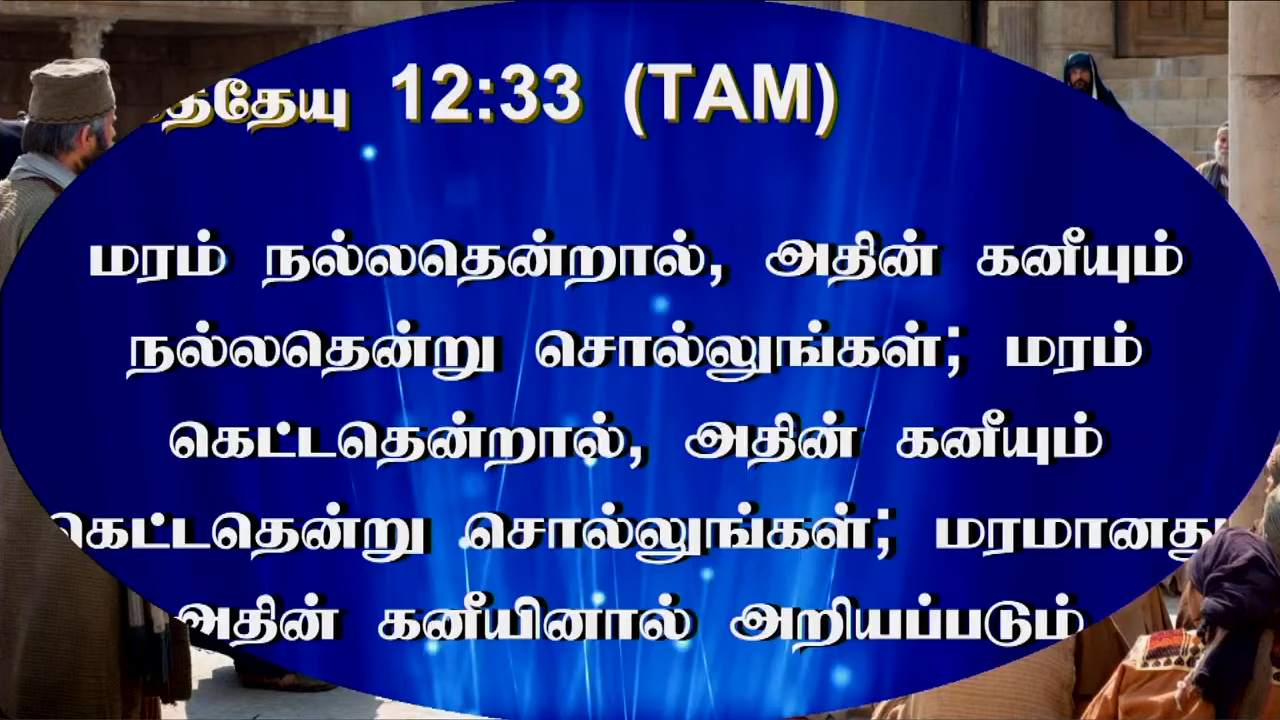 த்தேயு 12:33 (TAM)
மரம் நல்லதென்றால், அதின் கனீயும்
நல்லதென்று சொல்லுங்கள்; மரம்
கெட்டதென்றால், அதின் கனீயும்
கெட்டதென்று சொல்லுங்கள்; மரமானது
அதின் கனீயினால் அறியப்படும்